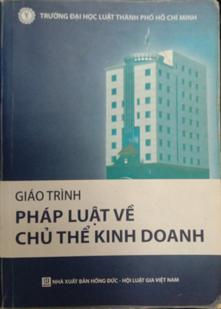 TRƯỜNG ĐẠI HỌC LUẬT THÀNH PHỐ HỒ CHÍ MINH
GIÁO TRÌNH
PHÁP LUẬT VỀ
CHỦ THỂ KINH DOANH
NHÀ XUẤT BẢN HỒNG ĐỨC - HỘI LUẬT GIA VIỆT NAM